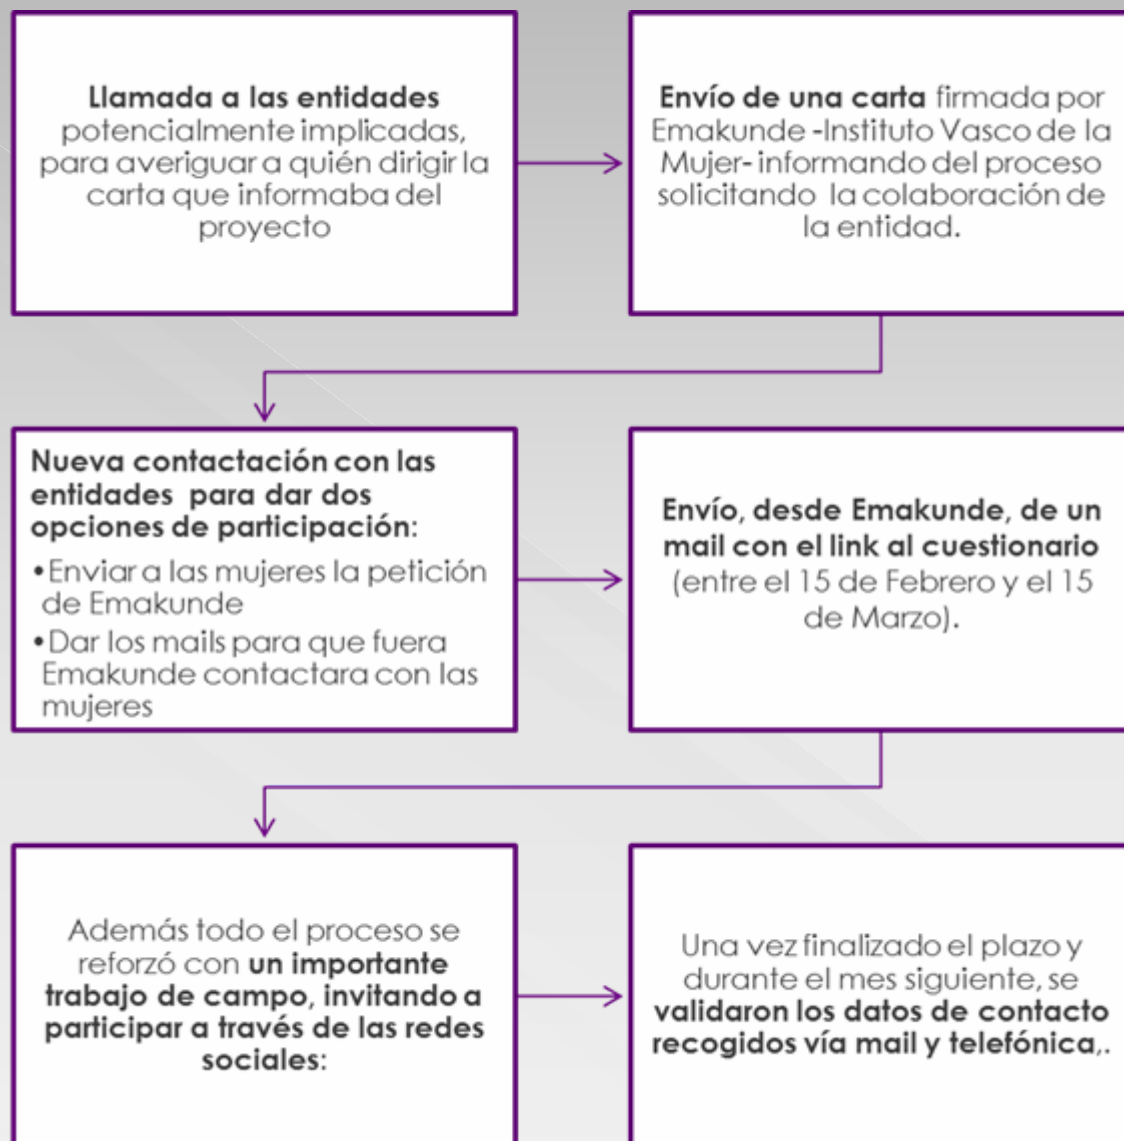 Llamada a las entidades
potencialmente implicadas,
para averiguar a quién dirigir la
carta que informaba del
proyecto
Envío de una carta firmada por
Emakunde -Instituto Vasco de la
Mujer- informando del proceso
solicitando la colaboración de
la entidad.
Nueva contactación con las
entidades para dar dos
opciones de participación:
•Enviar a las mujeres la petición
de Emakunde
•Dar los mails para que fuera
Emakunde contactara con las
mujeres
Envío, desde Emakunde, de un
mail con el link al cuestionario
(entre el 15 de Febrero y el 15
de Marzo).
Además todo el proceso se
reforzó con un importante
trabajo de campo, invitando a
participar a través de las redes
sociales:
Una vez finalizado el plazo y
durante el mes siguiente, se
validaron los datos de contacto
recogidos vía mail y telefónica,.